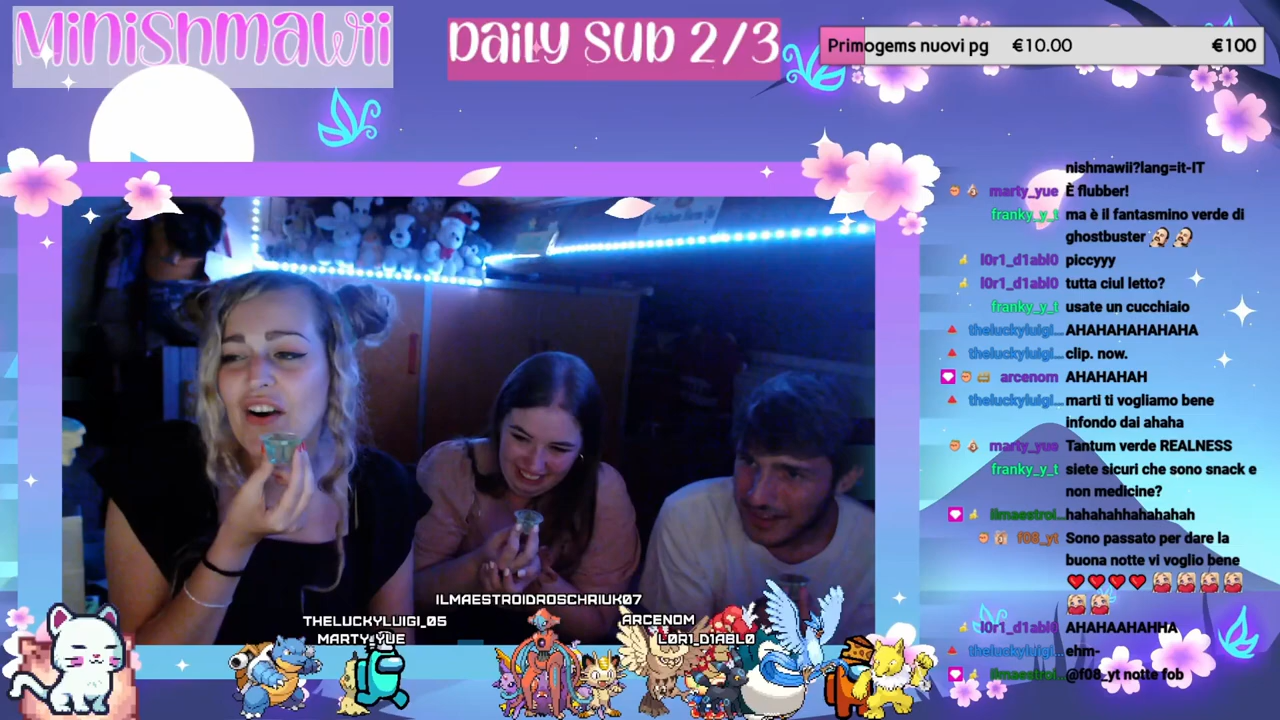 Minishmawii
Daily Sub 2/3
Primogems nuovi pg €10.00 €100
nishmawii?lang=it-IT
marty_yue È flubber!
franky_y_t ma è il fantasmino verde di
ghostbuster
l0r1_d1abl0 piccyyy
l0r1_d1abl0 tutta ciul letto?
franky_y_t usate un cucchiaio
theluckyluigi... AHAHAHAHAHAHA
theluckyluigi... clip. now.
arcenom AHAHAHAH
theluckyluigi... marti ti vogliamo bene
infondo dai ahaha
marty_yue Tantum verde REALNESS
franky_y_t siete sicuri che sono snack e
non medicine?
ilmaestroi... hahahahhahahahah
f08_yt Sono passato per dare la
buona notte vi voglio bene
l0r1_d1abl0 AHAHAAHAHHA
theluckyluigi... ehm-
ilmaestroi... @f08_yt notte fob
ILMAESTROIDROSCHRIUK07
THELUCKYLUIGI_05
ARCENOM
MARTY_YUE
L0R1_D1ABL0